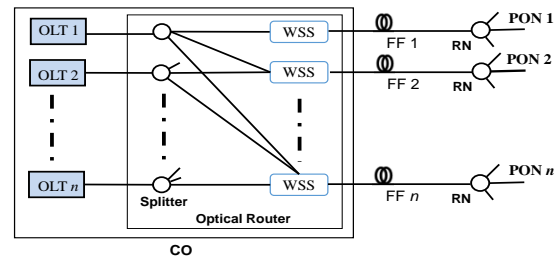 OLT 1 WSS FF 1 RN PON 1
OLT 2 WSS FF 2 RN PON 2
OLT n WSS FF n RN PON n
Splitter
Optical Router
CO